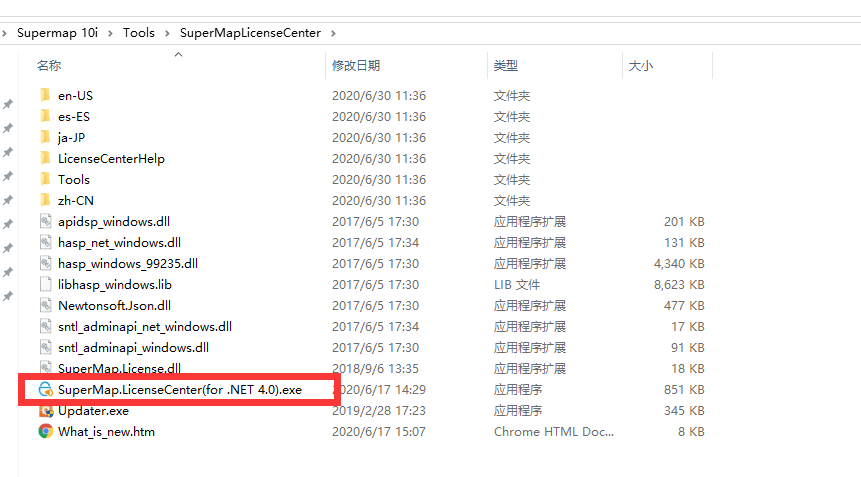 Supermap 10i > Tools > SuperMapLicenseCenter >
名称 修改日期 类型 大小
en-US 2020/6/30 11:36 文件夹
es-ES 2020/6/30 11:36 文件夹
ja-JP 2020/6/30 11:36 文件夹
LicenseCenterHelp 2020/6/30 11:36 文件夹
Tools 2020/6/30 11:36 文件夹
zh-CN 2020/6/30 11:36 文件夹
apidsp_windows.dll 2017/6/5 17:30 应用程序扩展 201 KB
hasp_net_windows.dll 2017/6/5 17:34 应用程序扩展 131 KB
hasp_windows_99235.dll 2017/6/5 17:30 应用程序扩展 4,340 KB
libhasp_windows.lib 2017/6/5 17:30 LIB 文件 8,623 KB
Newtonsoft.Json.dll 2017/6/5 17:30 应用程序扩展 477 KB
sntl_adminapi_net_windows.dll 2017/6/5 17:34 应用程序扩展 17 KB
sntl_adminapi_windows.dll 2017/6/5 17:30 应用程序扩展 91 KB
SuperMap.License.dll 2018/9/6 13:35 应用程序扩展 18 KB
SuperMap.LicenseCenter(for .NET 4.0).exe 2020/6/17 14:29 应用程序 851 KB
Updater.exe 2019/2/28 17:23 应用程序 345 KB
What_is_new.htm 2020/6/17 15:07 Chrome HTML Doc... 8 KB